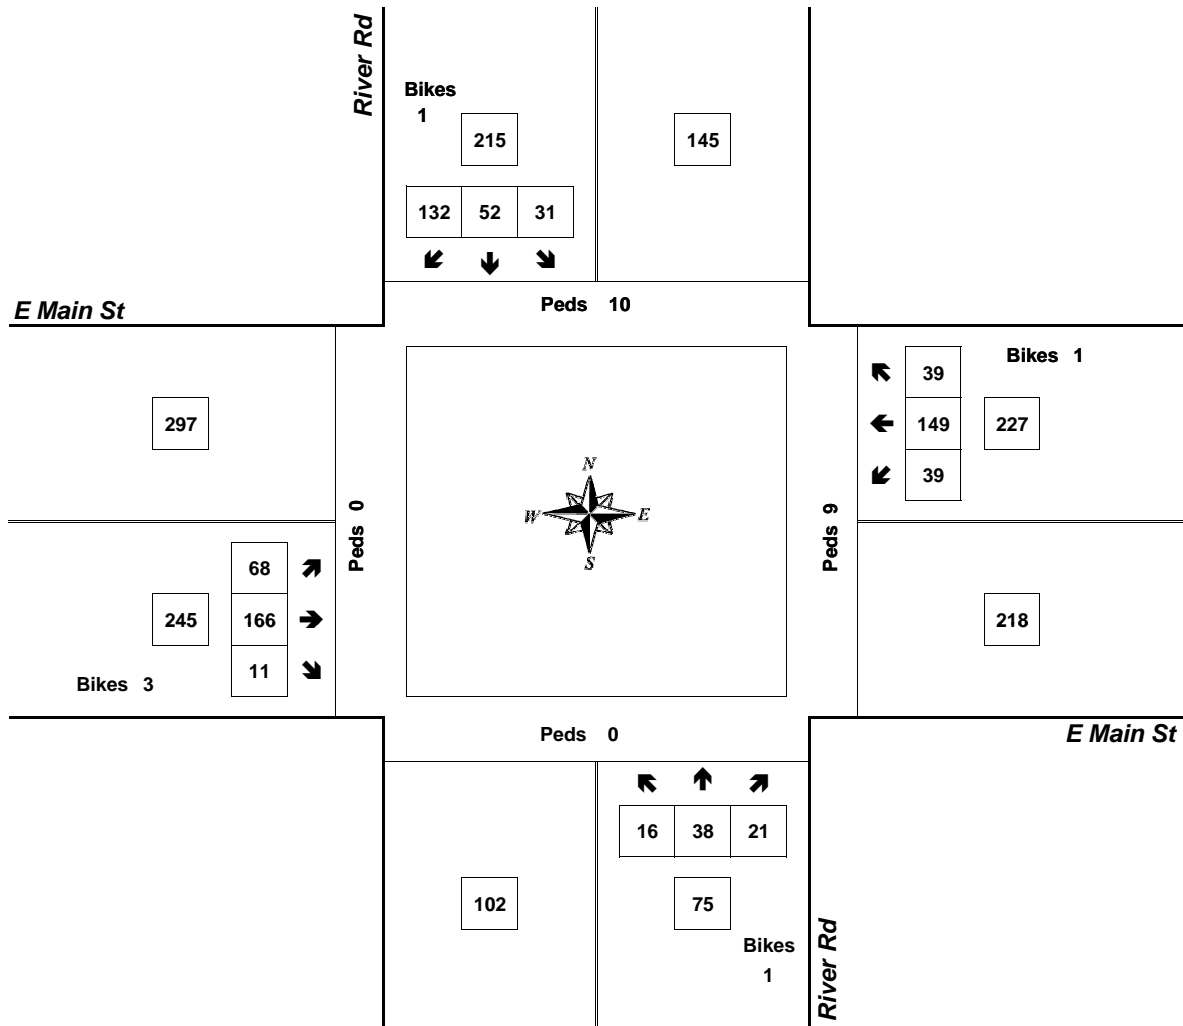 River Rd
Bikes
1
215
145
132 52 31
Peds 10
E Main St
39
Bikes 1
297
149
227
39
N
W E
S
Peds 0
Peds 9
68
245
166
218
11
Bikes 3
Peds 0
E Main St
16 38 21
102
75
Bikes
1
River Rd